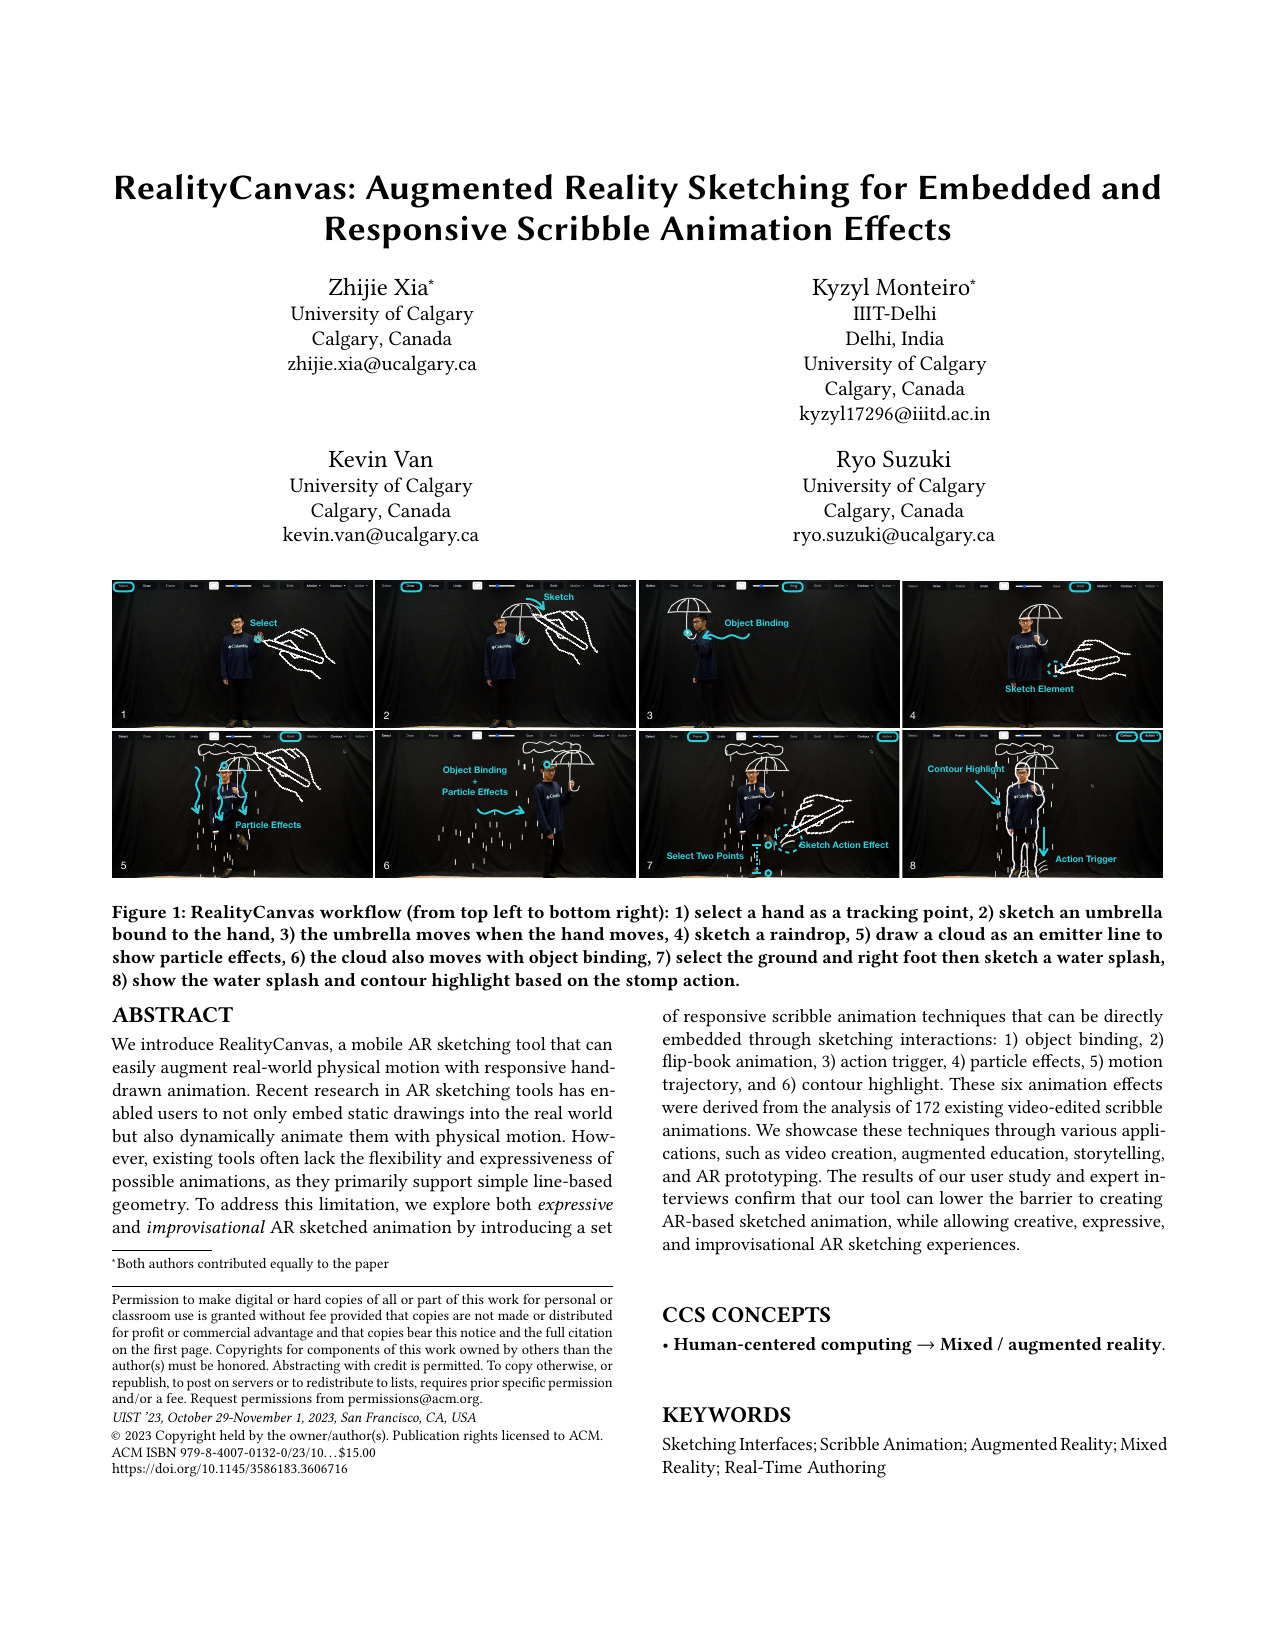 RealityCanvas: Augmented Reality Sketching for Embedded and
Responsive Scribble Animation Effects
Zhijie Xia*
University of Calgary
Calgary, Canada
zhijie.xia@ucalgary.ca
Kyzyl Monteiro*
IIIT-Delhi
Delhi, India
University of Calgary
Calgary, Canada
kyzyl17296@iiitd.ac.in
Kevin Van
University of Calgary
Calgary, Canada
kevin.van@ucalgary.ca
Ryo Suzuki
University of Calgary
Calgary, Canada
ryo.suzuki@ucalgary.ca
Select
1
Sketch
2
Object Binding
3
Sketch Element
4
Particle Effects
5
Object Binding
+
Particle Effects
6
Select Two Points
Sketch Action Effect
7
Contour Highlight
Action Trigger
8
Figure 1: RealityCanvas workflow (from top left to bottom right): 1) select a hand as a tracking point, 2) sketch an umbrella
bound to the hand, 3) the umbrella moves when the hand moves, 4) sketch a raindrop, 5) draw a cloud as an emitter line to
show particle effects, 6) the cloud also moves with object binding, 7) select the ground and right foot then sketch a water splash,
8) show the water splash and contour highlight based on the stomp action.
ABSTRACT
We introduce RealityCanvas, a mobile AR sketching tool that can
easily augment real-world physical motion with responsive hand-
drawn animation. Recent research in AR sketching tools has en-
abled users to not only embed static drawings into the real world
but also dynamically animate them with physical motion. How-
ever, existing tools often lack the flexibility and expressiveness of
possible animations, as they primarily support simple line-based
geometry. To address this limitation, we explore both expressive
and improvisational AR sketched animation by introducing a set
*Both authors contributed equally to the paper
Permission to make digital or hard copies of all or part of this work for personal or
classroom use is granted without fee provided that copies are not made or distributed
for profit or commercial advantage and that copies bear this notice and the full citation
on the first page. Copyrights for components of this work owned by others than the
author(s) must be honored. Abstracting with credit is permitted. To copy otherwise, or
republish, to post on servers or to redistribute to lists, requires prior specific permission
and/or a fee. Request permissions from permissions@acm.org.
UIST ’23, October 29-November 1, 2023, San Francisco, CA, USA
© 2023 Copyright held by the owner/author(s). Publication rights licensed to ACM.
ACM ISBN 979-8-4007-0132-0/23/10...$15.00
https://doi.org/10.1145/3586183.3606716
of responsive scribble animation techniques that can be directly
embedded through sketching interactions: 1) object binding, 2)
flip-book animation, 3) action trigger, 4) particle effects, 5) motion
trajectory, and 6) contour highlight. These six animation effects
were derived from the analysis of 172 existing video-edited scribble
animations. We showcase these techniques through various appli-
cations, such as video creation, augmented education, storytelling,
and AR prototyping. The results of our user study and expert in-
terviews confirm that our tool can lower the barrier to creating
AR-based sketched animation, while allowing creative, expressive,
and improvisational AR sketching experiences.
CCS CONCEPTS
• Human-centered computing → Mixed / augmented reality.
KEYWORDS
Sketching Interfaces; Scribble Animation; Augmented Reality; Mixed
Reality; Real-Time Authoring